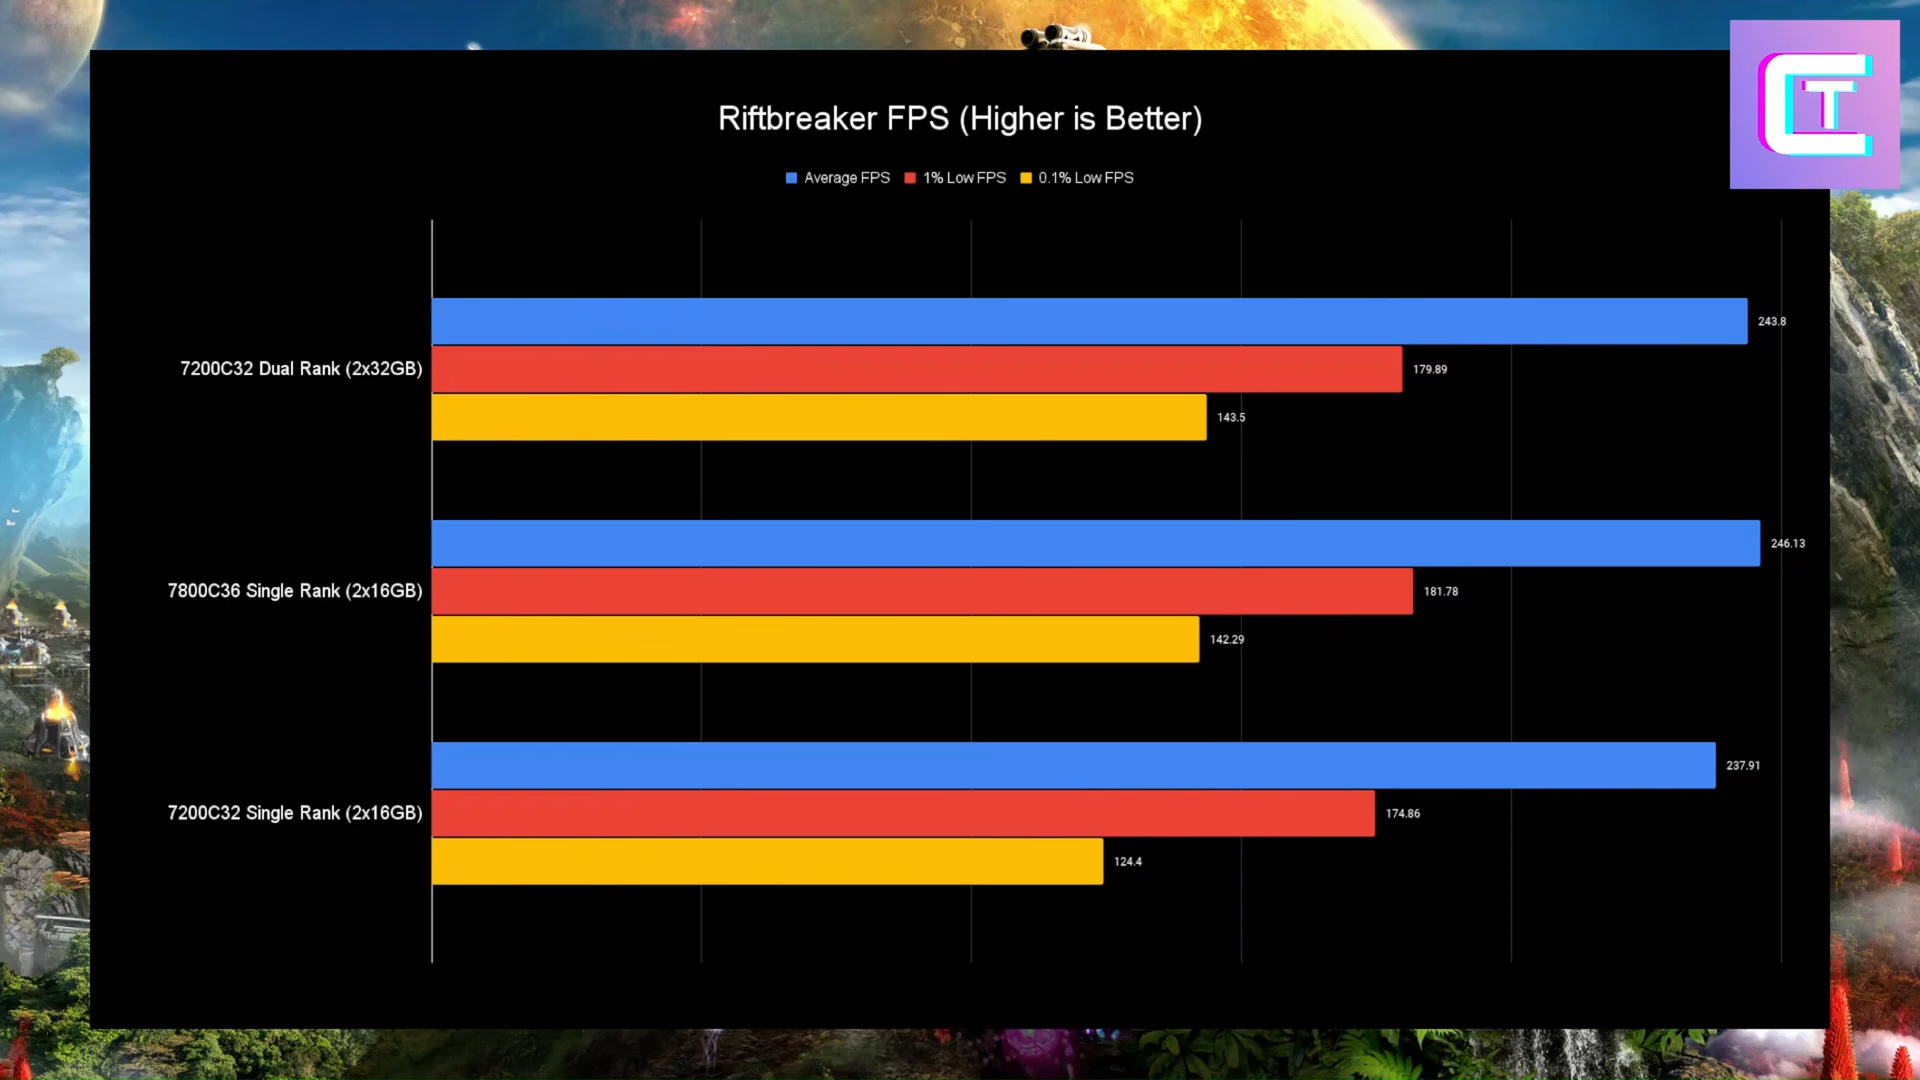 CT
Riftbreaker FPS (Higher is Better)
Average FPS 1% Low FPS 0.1% Low FPS
243.8
7200C32 Dual Rank (2x32GB) 179.89
143.5
246.13
7800C36 Single Rank (2x16GB) 181.78
142.29
237.91
7200C32 Single Rank (2x16GB) 174.86
124.4